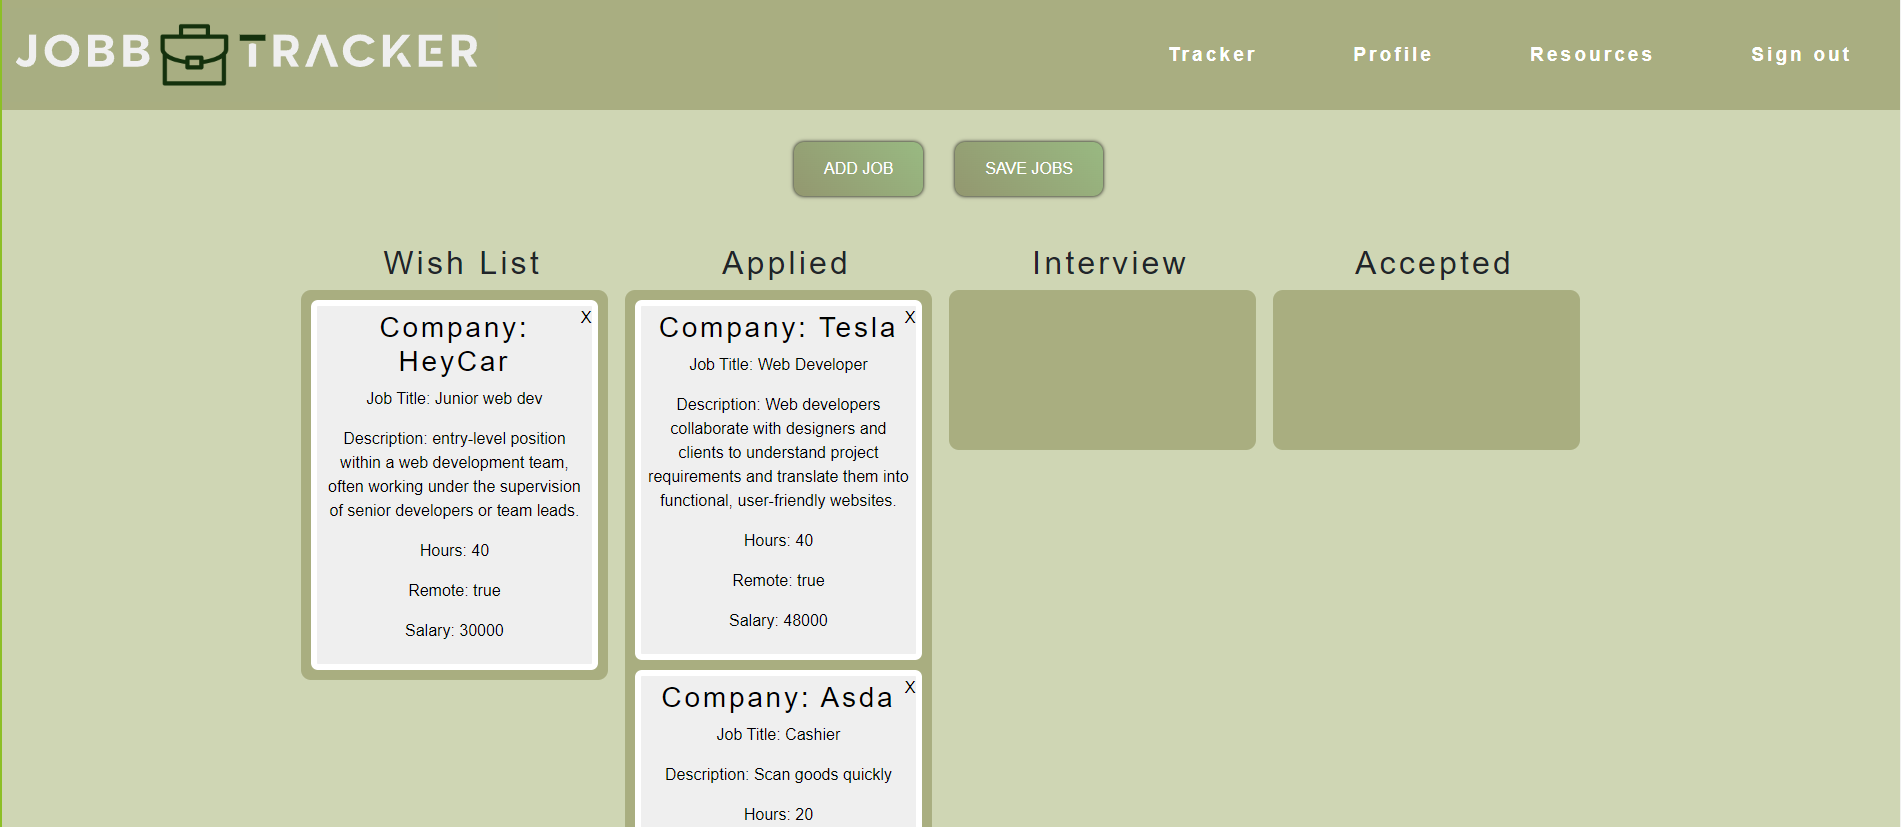 JOBB TRACKER
Tracker
Profile
Resources
Sign out
ADD JOB
SAVE JOBS
Wish List
X
Company:
HeyCar
Job Title: Junior web dev
Description: entry-level position
within a web development team,
often working under the supervision
of senior developers or team leads.
Hours: 40
Remote: true
Salary: 30000
Applied
X
Company: Tesla
Job Title: Web Developer
Description: Web developers
collaborate with designers and
clients to understand project
requirements and translate them into
functional, user-friendly websites.
Hours: 40
Remote: true
Salary: 48000
X
Company: Asda
Job Title: Cashier
Description: Scan goods quickly
Hours: 20
Interview
Accepted